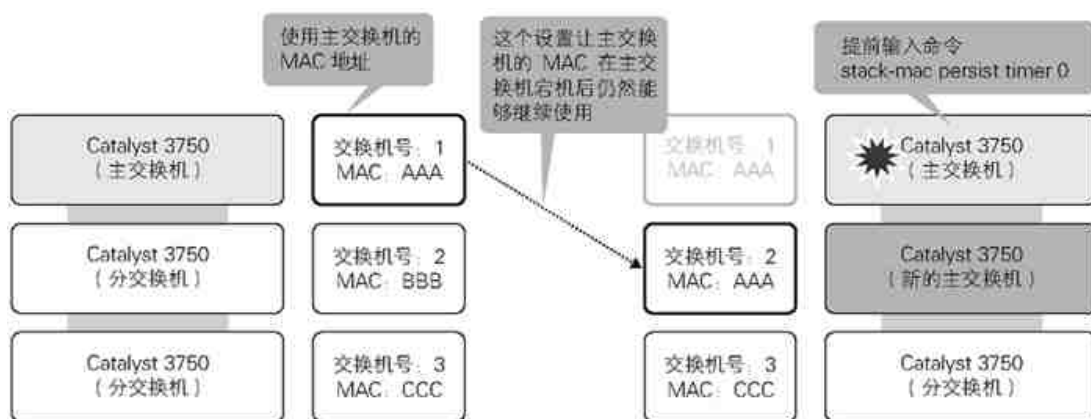 使用主交换机的
MAC 地址
这个设置让主交换
机的 MAC 在主交
换机宕机后仍然能
够继续使用
提前输入命令
stack-mac persist timer 0
Catalyst 3750
（主交换机）
交换机号：1
MAC：AAA
交换机号：1
MAC：AAA
Catalyst 3750
（主交换机）
Catalyst 3750
（分交换机）
交换机号：2
MAC：BBB
交换机号：2
MAC：AAA
Catalyst 3750
（新的主交换机）
Catalyst 3750
（分交换机）
交换机号：3
MAC：CCC
交换机号：3
MAC：CCC
Catalyst 3750
（分交换机）